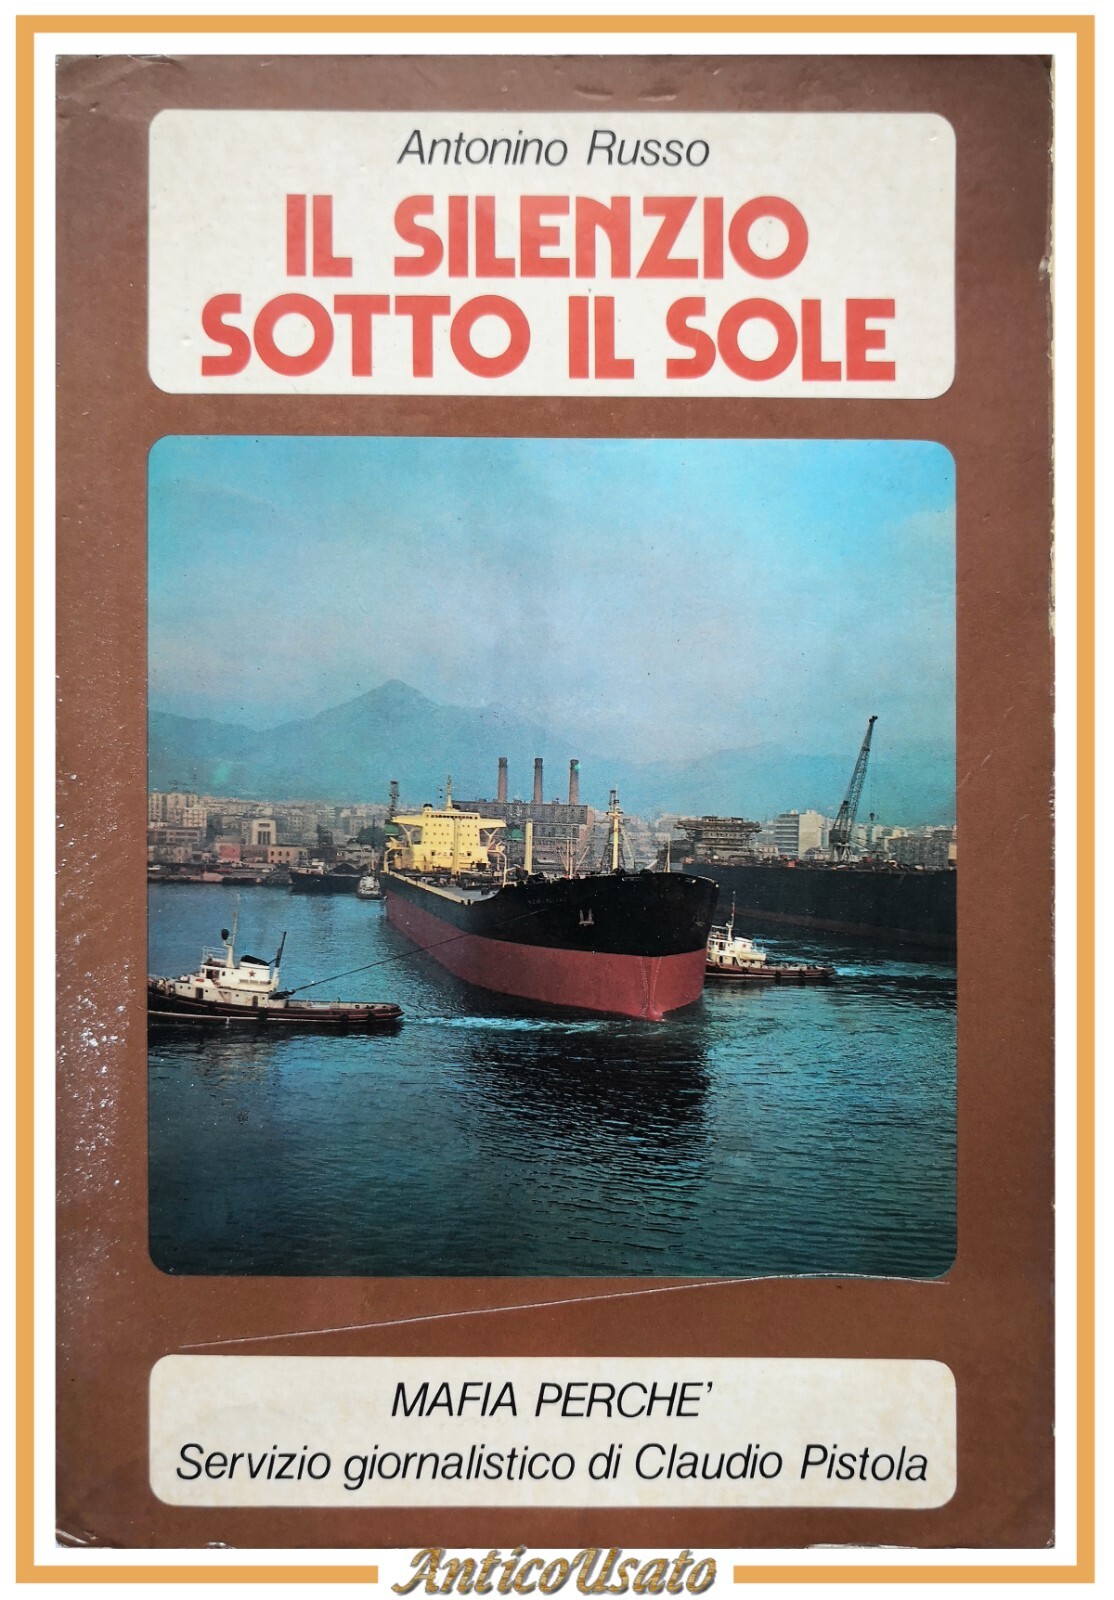 Antonino Russo
IL SILENZIO
SOTTO IL SOLE
MAFIA PERCHE'
Servizio giornalistico di Claudio Pistola
AnticoUsato